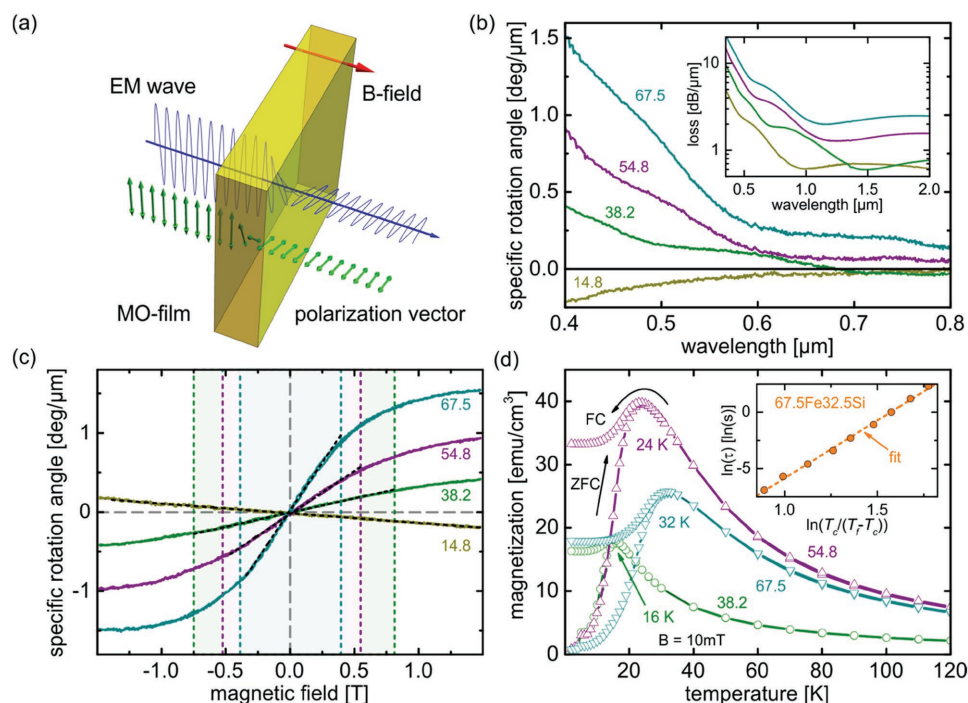 (a)
EM wave
B-field
MO-film
polarization vector
(b)
specific rotation angle [deg/µm]
1.5
1.0
0.5
0.0
67.5
54.8
38.2
14.8
0.4
0.5
0.6
0.7
0.8
wavelength [µm]
loss [dB/µm]
10
1
0.5
1.0
1.5
2.0
wavelength [µm]
(c)
specific rotation angle [deg/µm]
1
0
-1
67.5
54.8
38.2
14.8
-1.0
-0.5
0.0
0.5
1.0
magnetic field [T]
(d)
magnetization [emu/cm³]
40
30
20
10
0
FC
ZFC
24 K
32 K
16 K
54.8
67.5
38.2
B = 10mT
20
40
60
80
100
120
temperature [K]
67.5Fe32.5Si
ln(τ) [ln(s)]
0
-5
fit
1.0
1.5
ln(Tc/(Tf-Tc))